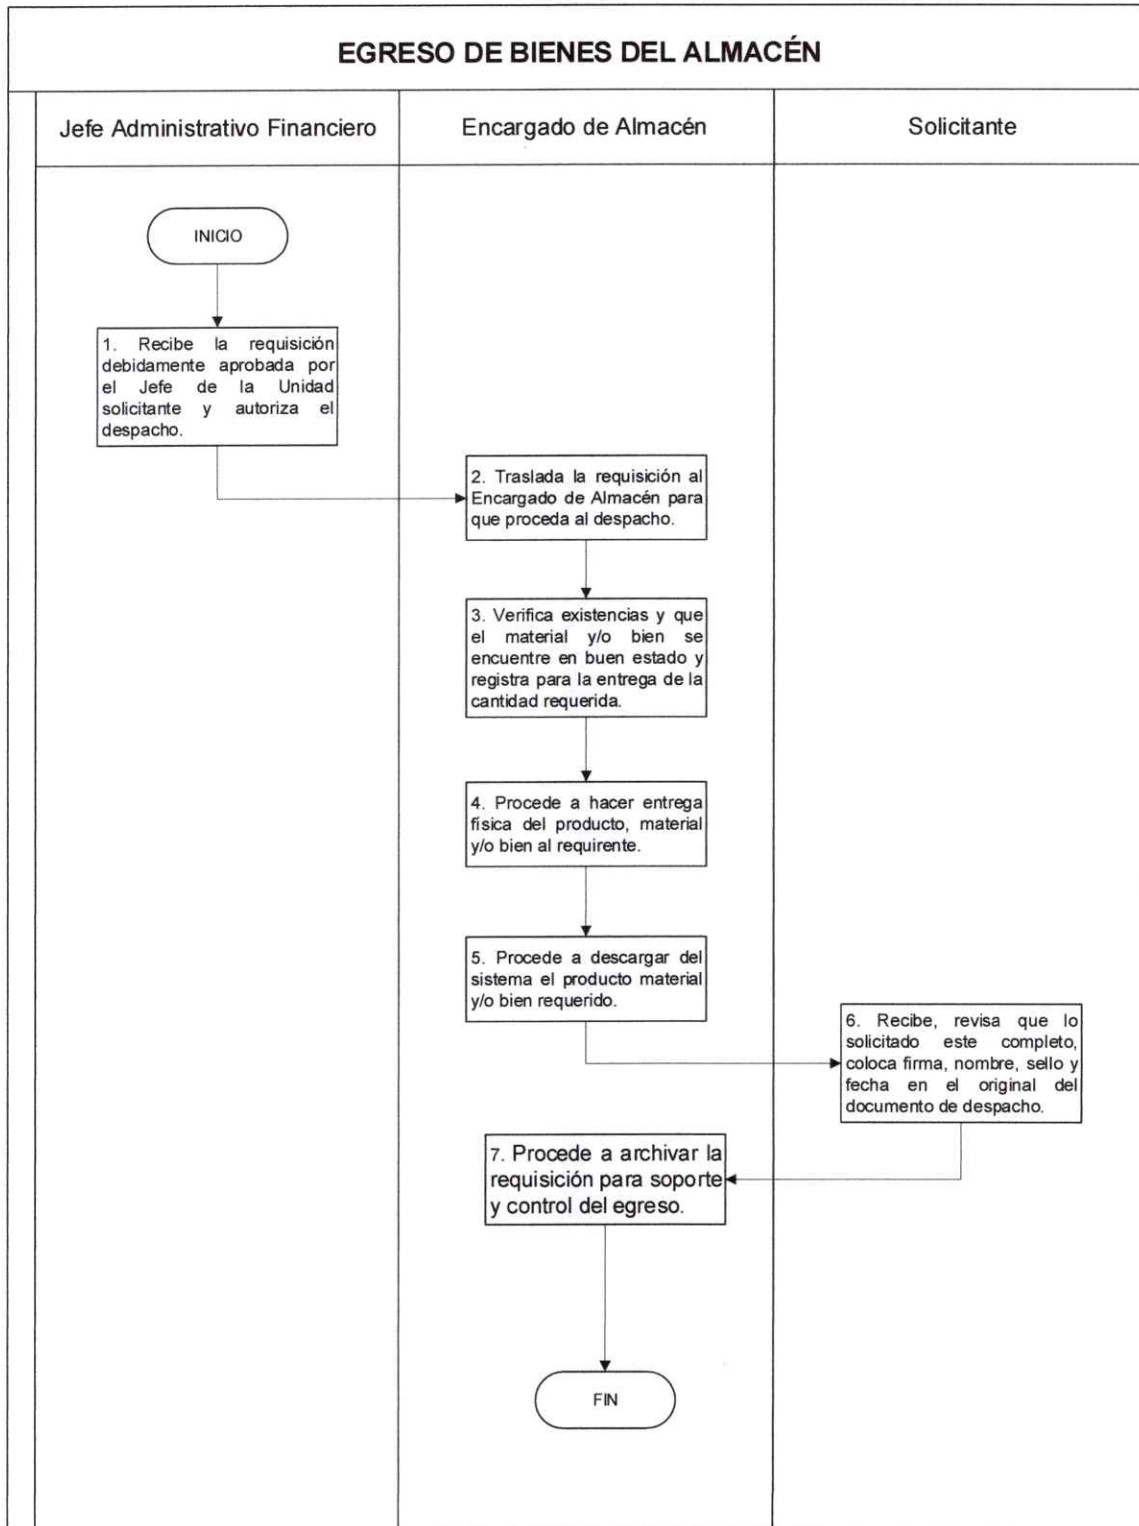 EGRESO DE BIENES DEL ALMACÉN
Jefe Administrativo Financiero
Encargado de Almacén
Solicitante
INICIO
1. Recibe la requisición
debidamente aprobada por
el Jefe de la Unidad
solicitante y autoriza el
despacho.
2. Traslada la requisición al
Encargado de Almacén para
que proceda al despacho.
3. Verifica existencias y que
el material y/o bien se
encuentre en buen estado y
registra para la entrega de la
cantidad requerida.
4. Procede a hacer entrega
física del producto, material
y/o bien al requirente.
5. Procede a descargar del
sistema el producto material
y/o bien requerido.
6. Recibe, revisa que lo
solicitado este completo,
coloca firma, nombre, sello y
fecha en el original del
documento de despacho.
7. Procede a archivar la
requisición para soporte
y control del egreso.
FIN